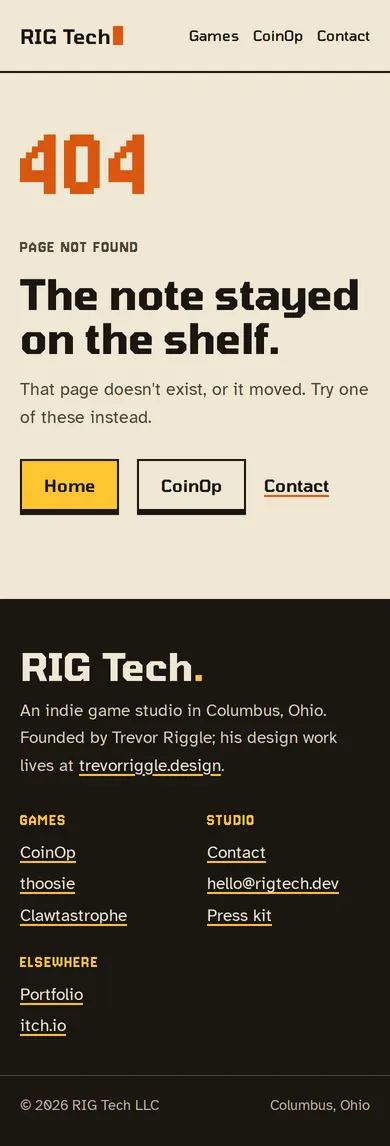 RIG Tech
Games CoinOp Contact
404
PAGE NOT FOUND
The note stayed
on the shelf.
That page doesn't exist, or it moved. Try one
of these instead.
Home CoinOp Contact
RIG Tech.
An indie game studio in Columbus, Ohio.
Founded by Trevor Riggle; his design work
lives at trevorriggle.design.
GAMES
CoinOp
thoosie
Clawtastrophe
STUDIO
Contact
hello@rigtech.dev
Press kit
ELSEWHERE
Portfolio
itch.io
© 2026 RIG Tech LLC
Columbus, Ohio